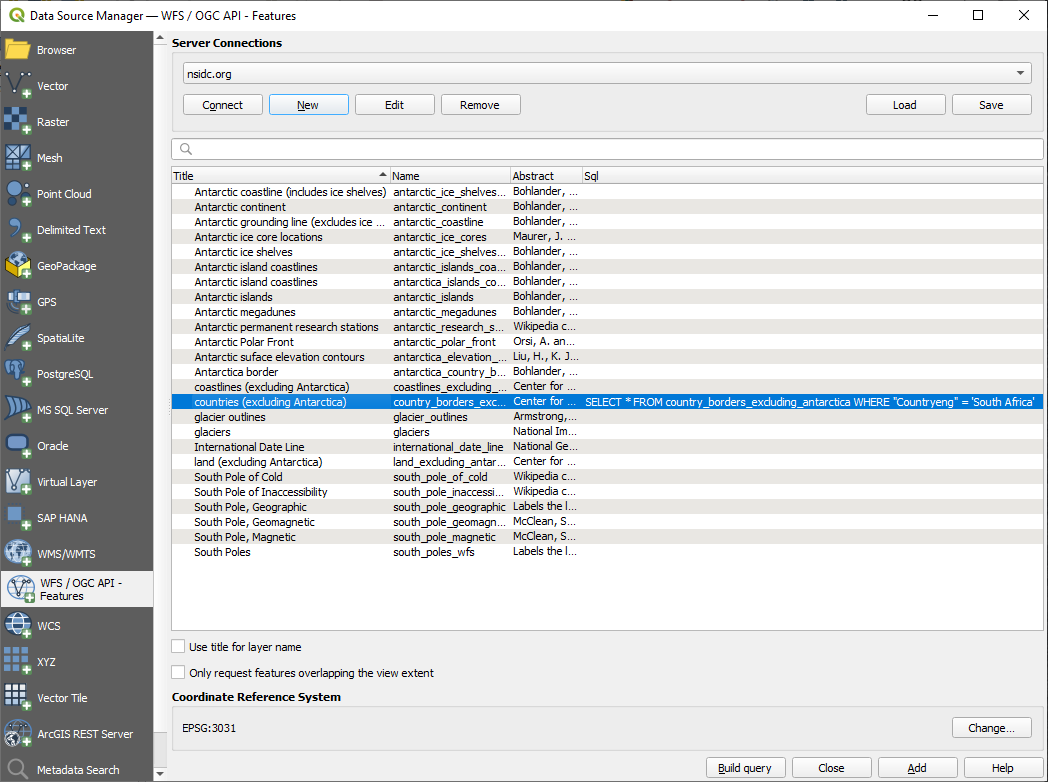 Data Source Manager — WFS / OGC API - Features
Browser
Vector
Raster
Mesh
Point Cloud
Delimited Text
GeoPackage
GPS
SpatiaLite
PostgreSQL
MS SQL Server
Oracle
Virtual Layer
SAP HANA
WMS/WMTS
WFS / OGC API -
Features
WCS
XYZ
Vector Tile
ArcGIS REST Server
Metadata Search
Server Connections
nsidc.org
Connect New Edit Remove Load Save
Title Name Abstract Sql
Antarctic coastline (includes ice shelves) antarctic_ice_shelves... Bohlander, ...
Antarctic continent antarctic_continent Bohlander, ...
Antarctic grounding line (excludes ice ... antarctic_coastline Bohlander, ...
Antarctic ice core locations antarctic_ice_cores Maurer, J. ...
Antarctic ice shelves antarctic_ice_shelves... Bohlander, ...
Antarctic island coastlines antarctic_islands_coa... Bohlander, ...
Antarctic island coastlines antarctica_islands_co... Bohlander, ...
Antarctic islands antarctic_islands Bohlander, ...
Antarctic megadunes antarctic_megadunes Bohlander, ...
Antarctic permanent research stations antarctic_research_s... Wikipedia c...
Antarctic Polar Front antarctic_polar_front Orsi, A. an...
Antarctic suface elevation contours antarctica_elevation_... Liu, H., K. J...
Antarctica border antarctica_country_b... Bohlander, ...
coastlines (excluding Antarctica) coastlines_excluding_... Center for ...
countries (excluding Antarctica) country_borders_exc... Center for ... SELECT * FROM country_borders_excluding_antarctica WHERE "Countryeng" = 'South Africa'
glacier outlines glacier_outlines Armstrong,...
glaciers glaciers National Im...
International Date Line international_date_line National Ge...
land (excluding Antarctica) land_excluding_antar... Center for ...
South Pole of Cold south_pole_of_cold Wikipedia c...
South Pole of Inaccessibility south_pole_inaccessi... Wikipedia c...
South Pole, Geographic south_pole_geographic Labels the l...
South Pole, Geomagnetic south_pole_geomagn... McClean, S...
South Pole, Magnetic south_pole_magnetic McClean, S...
South Poles south_poles_wfs Labels the l...
Use title for layer name
Only request features overlapping the view extent
Coordinate Reference System
EPSG:3031 Change...
Build query Close Add Help